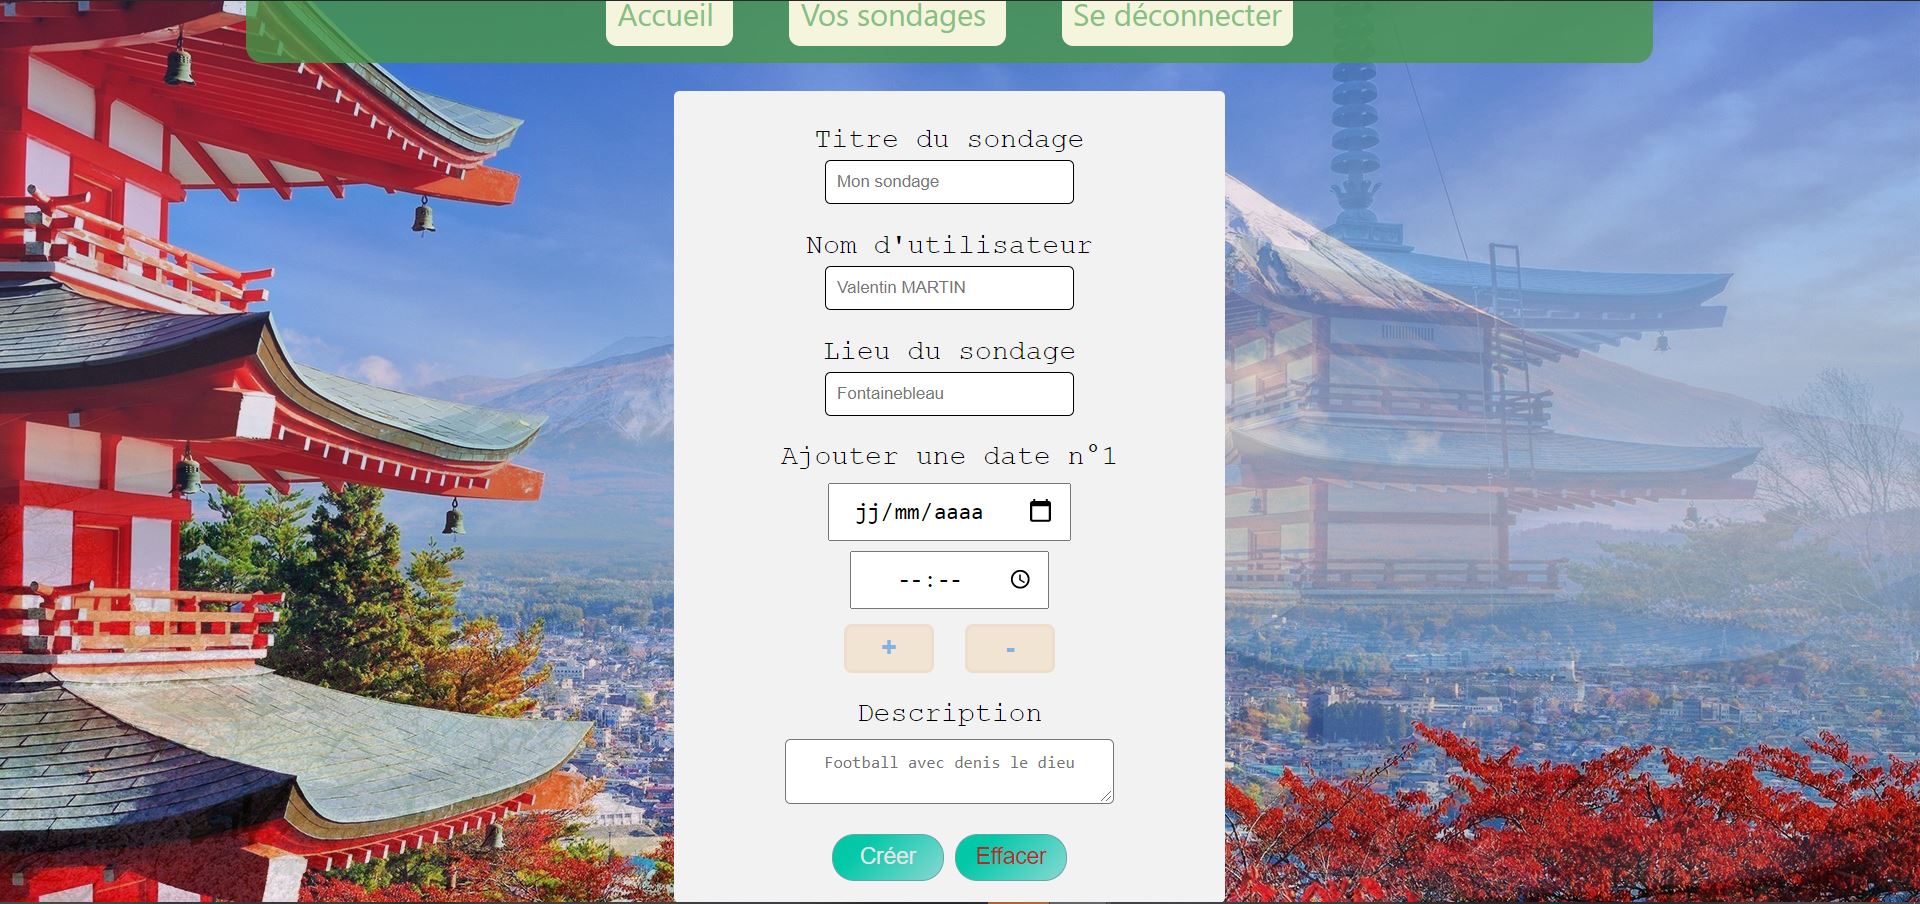 Accueil Vos sondages Se déconnecter
Titre du sondage
Mon sondage
Nom d'utilisateur
Valentin MARTIN
Lieu du sondage
Fontainebleau
Ajouter une date n°1
jj/mm/aaaa
--:--
+ -
Description
Football avec denis le dieu
Créer Effacer